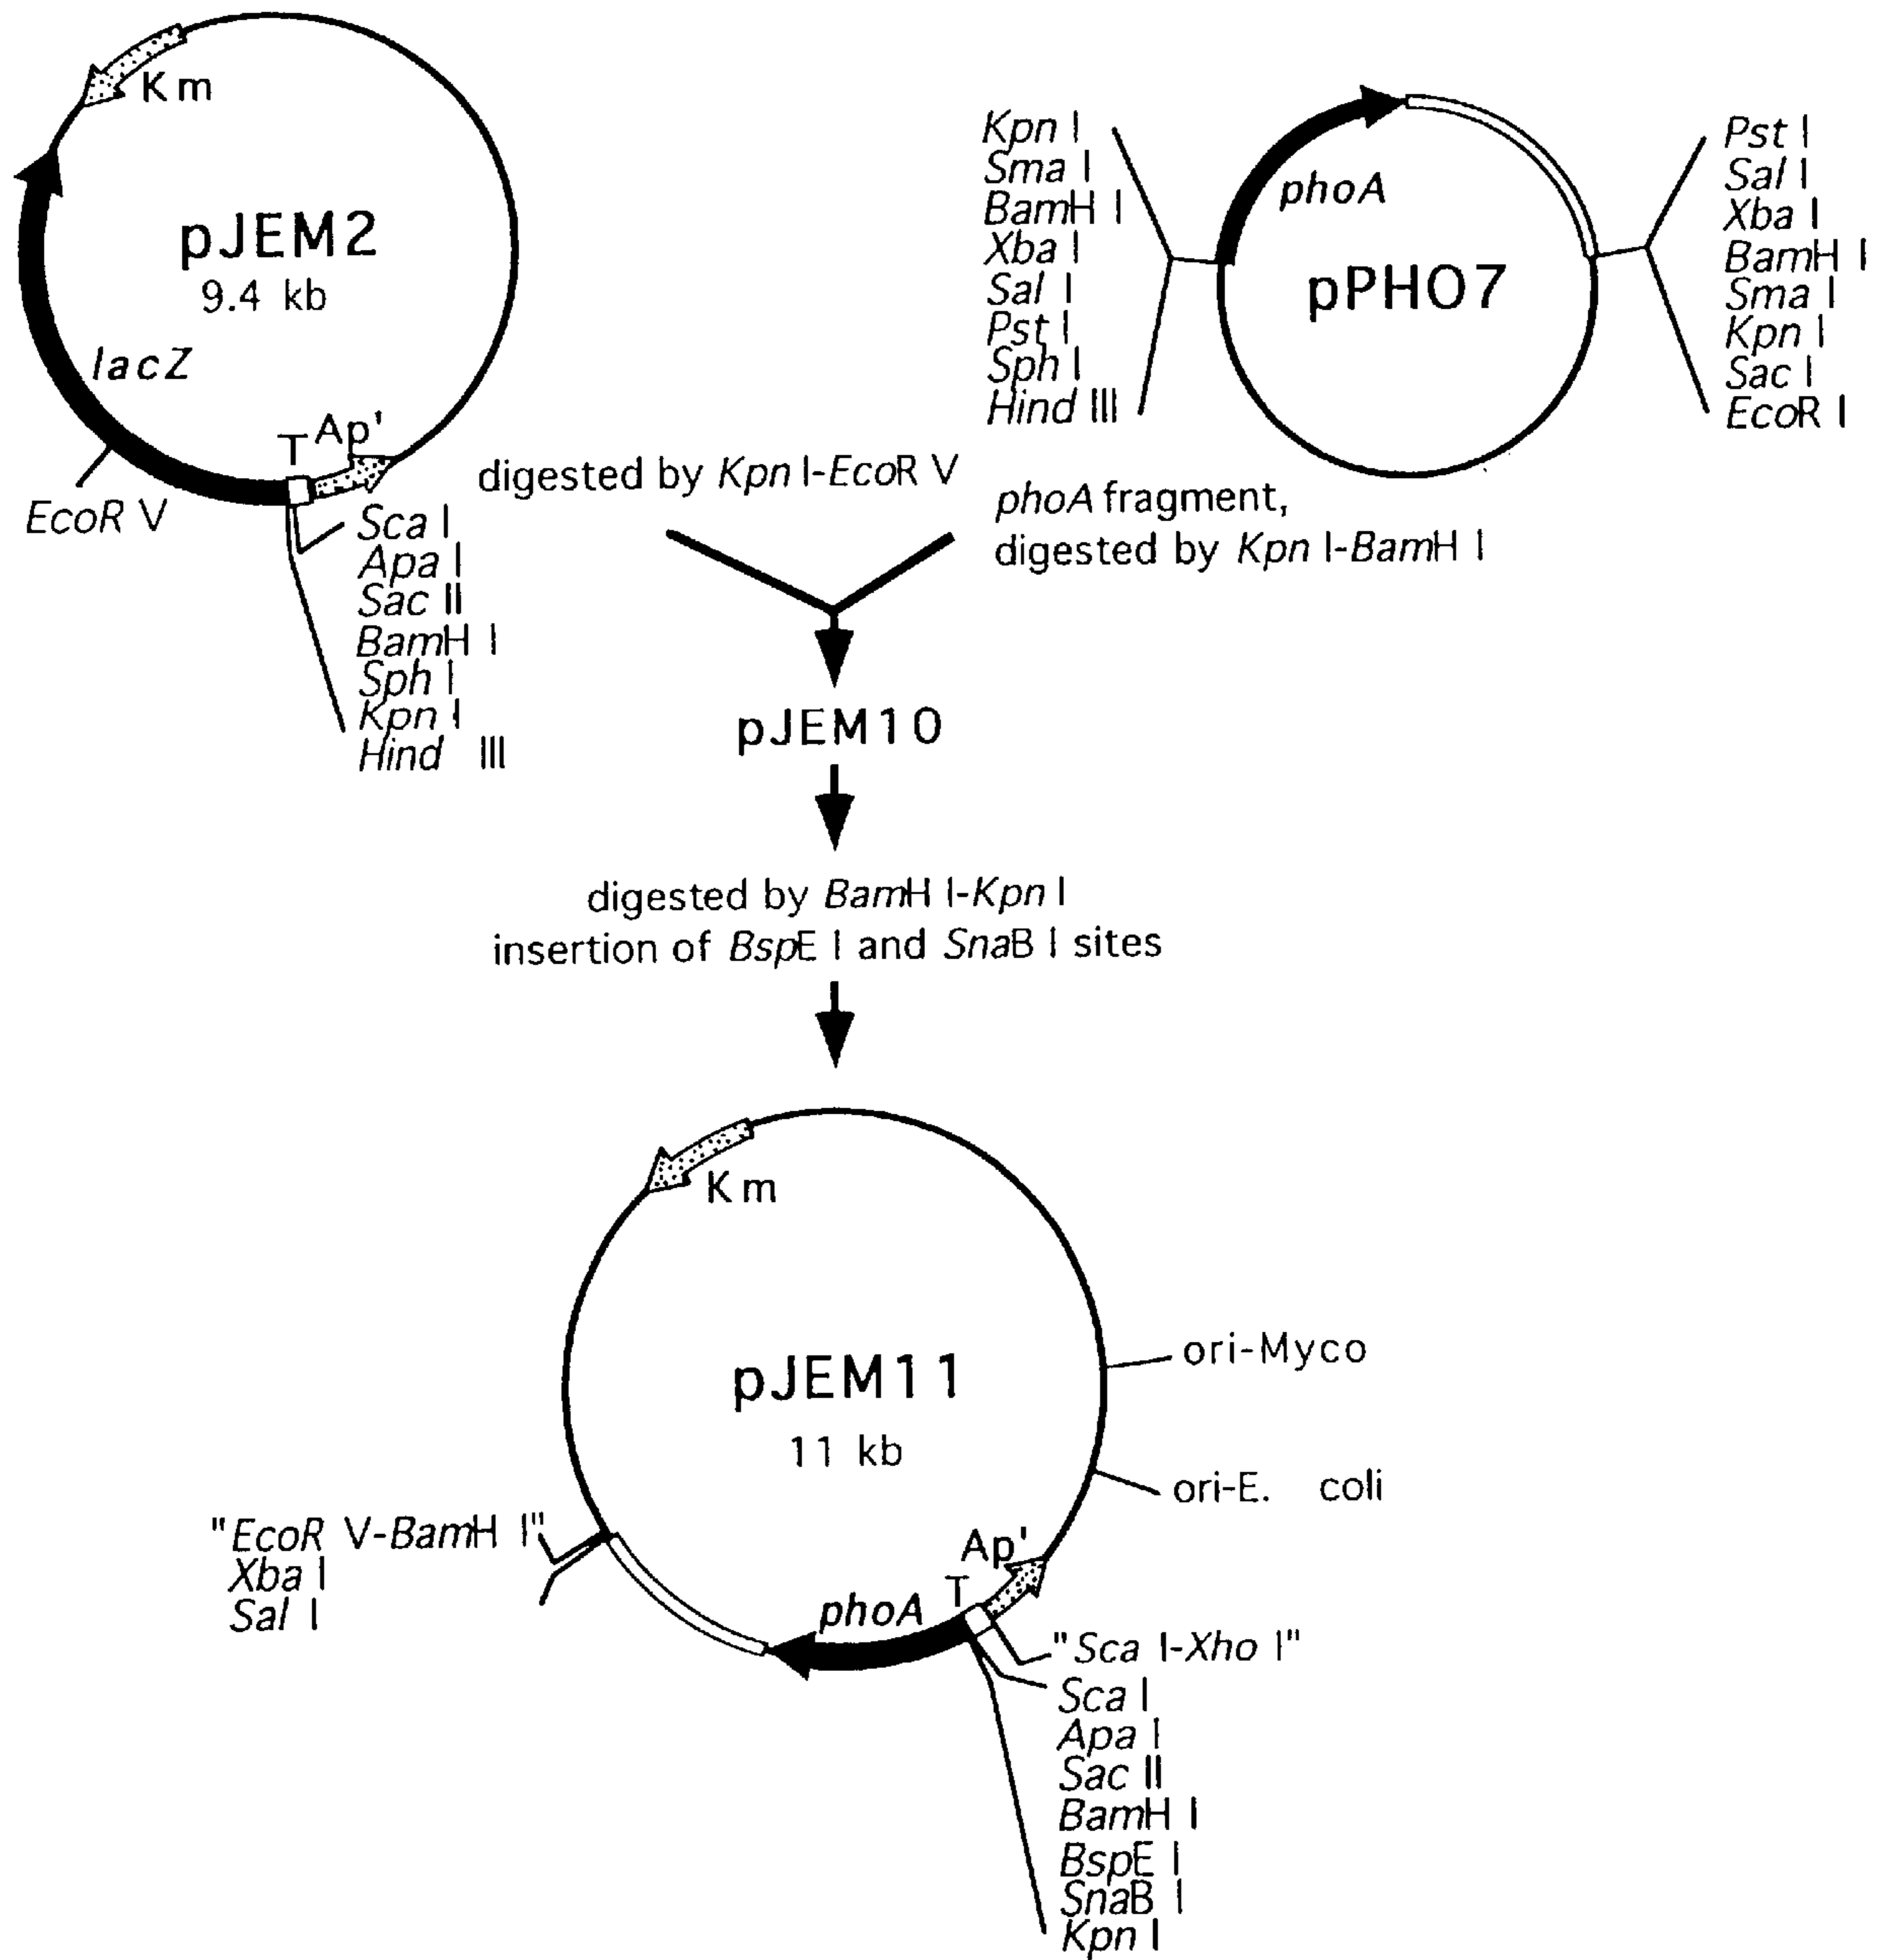 Km
pJEM2
9.4 kb
lacZ
T Ap'
EcoR V
Sca I
Apa I
Sac II
BamH I
Sph I
Kpn I
Hind III
Kpn I
Sma I
BamH I
Xba I
Sal I
Pst I
Sph I
Hind III
phoA
pPHO7
Pst I
Sal I
Xba I
BamH I
Sma I
Kpn I
Sac I
EcoR I
digested by Kpn I-EcoR V
phoA fragment,
digested by Kpn I-BamH I
pJEM10
digested by BamH I-Kpn I
insertion of BspE I and SnaB I sites
Km
pJEM11
11 kb
ori-Myco
ori-E. coli
"EcoR V-BamH I"
Xba I
Sal I
phoA
T
Ap'
"Sca I-Xho I"
Sca I
Apa I
Sac II
BamH I
BspE I
SnaB I
Kpn I